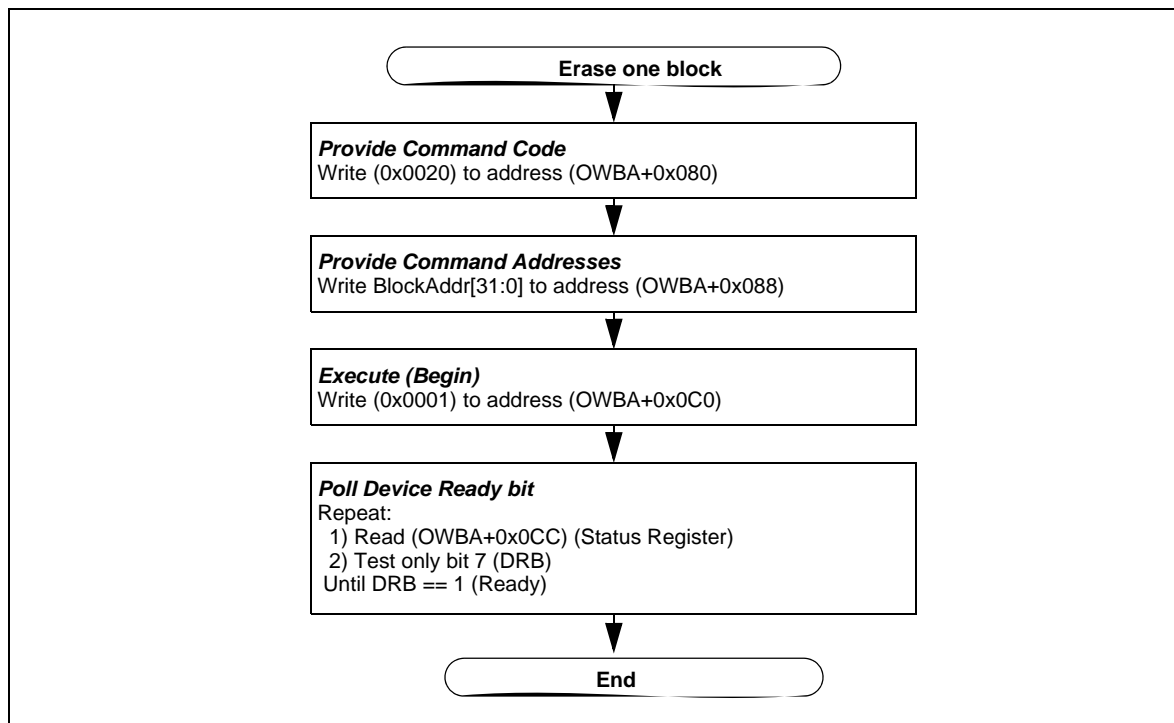 Erase one block
Provide Command Code
Write (0x0020) to address (OWBA+0x080)
Provide Command Addresses
Write BlockAddr[31:0] to address (OWBA+0x088)
Execute (Begin)
Write (0x0001) to address (OWBA+0x0C0)
Poll Device Ready bit
Repeat:
1) Read (OWBA+0x0CC) (Status Register)
2) Test only bit 7 (DRB)
Until DRB == 1 (Ready)
End